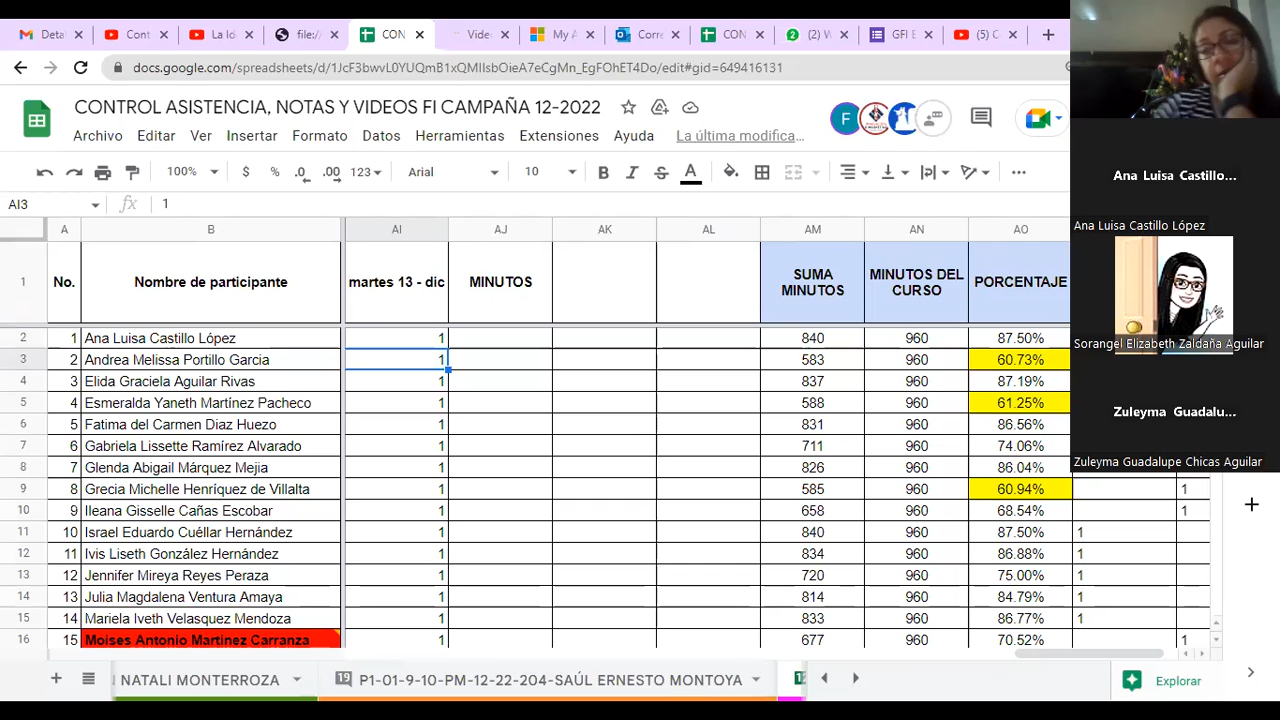 Detal
Cont
La Id
file:/
CON
Video
My A
Corre
CON
(2) W
GFI E
(5) C
docs.google.com/spreadsheets/d/1JcF3twvL0YUQmB1xQMIlsbOieA7eCgMn_EgFOhET4Do/edit#gid=649416131
CONTROL ASISTENCIA, NOTAS Y VIDEOS FI CAMPAÑA 12-2022
Archivo Editar Ver Insertar Formato Datos Herramientas Extensiones Ayuda La última modifica...
F
100% $ % .0 .00 123 Arial 10 B I S A
AI3 fx 1
A B AI AJ AK AL AM AN AO
1 No. Nombre de participante martes 13 - dic MINUTOS SUMA MINUTOS MINUTOS DEL CURSO PORCENTAJE
2 1 Ana Luisa Castillo López 1 840 960 87.50%
3 2 Andrea Melissa Portillo Garcia 1 583 960 60.73%
4 3 Elida Graciela Aguilar Rivas 1 837 960 87.19%
5 4 Esmeralda Yaneth Martínez Pacheco 1 588 960 61.25%
6 5 Fatima del Carmen Diaz Huezo 1 831 960 86.56%
7 6 Gabriela Lissette Ramírez Alvarado 1 711 960 74.06%
8 7 Glenda Abigail Márquez Mejia 1 826 960 86.04%
9 8 Grecia Michelle Henríquez de Villalta 1 585 960 60.94% 1
10 9 Ileana Gisselle Cañas Escobar 1 658 960 68.54% 1
11 10 Israel Eduardo Cuéllar Hernández 1 840 960 87.50% 1
12 11 Ivis Liseth González Hernández 1 834 960 86.88% 1
13 12 Jennifer Mireya Reyes Peraza 1 720 960 75.00% 1
14 13 Julia Magdalena Ventura Amaya 1 814 960 84.79% 1
15 14 Mariela Iveth Velasquez Mendoza 1 833 960 86.77% 1
16 15 Moises Antonio Martinez Carranza 1 677 960 70.52% 1
NATALI MONTERROZA
19 P1-01-9-10-PM-12-22-204-SAÚL ERNESTO MONTOYA
Explorar
Ana Luisa Castillo...
Ana Luisa Castillo López
Sorangel Elizabeth Zaldaña Aguilar
Zuleyma Guadalu...
Zuleyma Guadalupe Chicas Aguilar